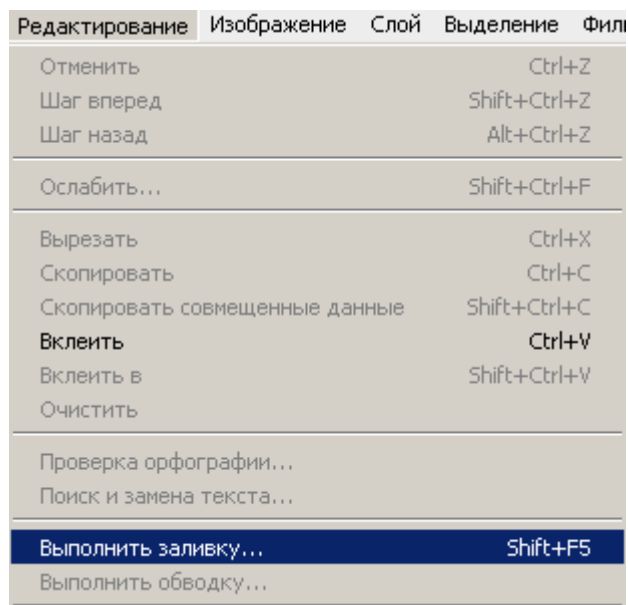 Редактирование Изображение Слой Выделение Фил
Отменить Ctrl+Z
Шаг вперед Shift+Ctrl+Z
Шаг назад Alt+Ctrl+Z
Ослабить... Shift+Ctrl+F
Вырезать Ctrl+X
Скопировать Ctrl+C
Скопировать совмещенные данные Shift+Ctrl+C
Вклеить Ctrl+V
Вклеить в Shift+Ctrl+V
Очистить
Проверка орфографии...
Поиск и замена текста...
Выполнить заливку... Shift+F5
Выполнить обводку...